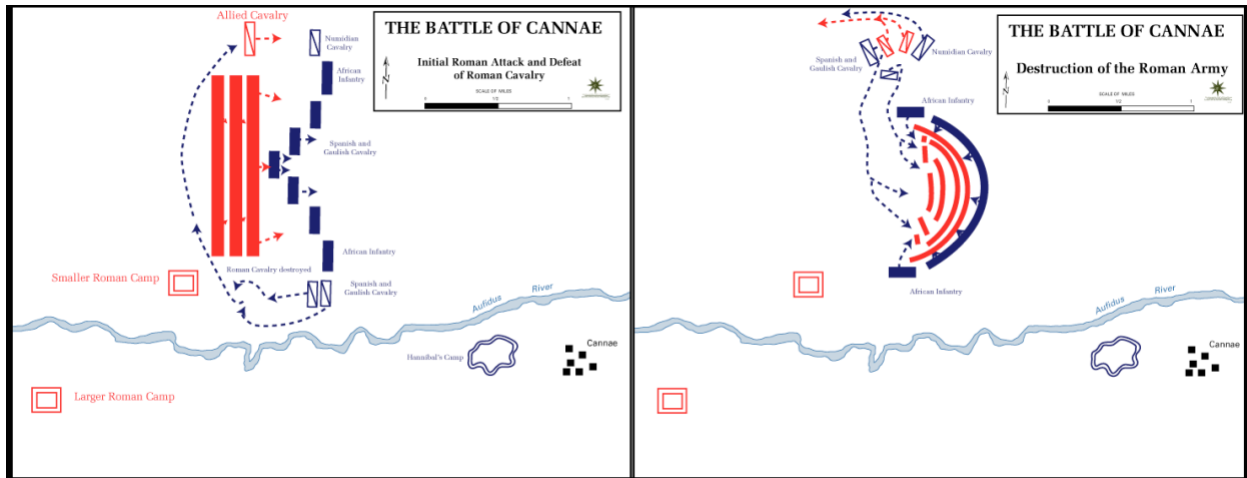 Allied Cavalry
Numidian
Cavalry
THE BATTLE OF CANNAE
Initial Roman Attack and Defeat
of Roman Cavalry
N
SCALE OF MILES
African
Infantry
Spanish and
Gaulish Cavalry
African Infantry
Roman Cavalry destroyed
Smaller Roman Camp
Spanish and
Gaulish Cavalry
Aufidus
River
Hannibal's Camp
Cannae
Larger Roman Camp
THE BATTLE OF CANNAE
Destruction of the Roman Army
N
SCALE OF MILES
Spanish and
Gaulish Cavalry
Numidian Cavalry
African Infantry
African Infantry
Aufidus
River
Cannae